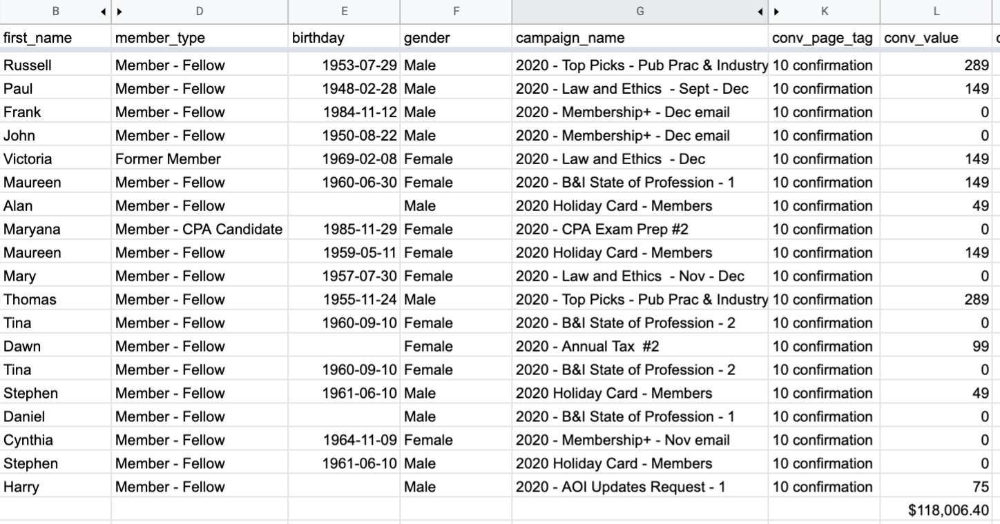 B D E F G K L
first_name member_type birthday gender campaign_name conv_page_tag conv_value
Russell Member - Fellow 1953-07-29 Male 2020 - Top Picks - Pub Prac & Industry 10 confirmation 289
Paul Member - Fellow 1948-02-28 Male 2020 - Law and Ethics  - Sept - Dec 10 confirmation 149
Frank Member - Fellow 1984-11-12 Male 2020 - Membership+ - Dec email 10 confirmation 0
John Member - Fellow 1950-08-22 Male 2020 - Membership+ - Dec email 10 confirmation 0
Victoria Former Member 1969-02-08 Female 2020 - Law and Ethics  - Dec 10 confirmation 149
Maureen Member - Fellow 1960-06-30 Female 2020 - B&I State of Profession - 1 10 confirmation 149
Alan Member - Fellow Male 2020 Holiday Card - Members 10 confirmation 49
Maryana Member - CPA Candidate 1985-11-29 Female 2020 - CPA Exam Prep #2 10 confirmation 0
Maureen Member - Fellow 1959-05-11 Female 2020 Holiday Card - Members 10 confirmation 149
Mary Member - Fellow 1957-07-30 Female 2020 - Law and Ethics  - Nov - Dec 10 confirmation 0
Thomas Member - Fellow 1955-11-24 Male 2020 - Top Picks - Pub Prac & Industry 10 confirmation 289
Tina Member - Fellow 1960-09-10 Female 2020 - B&I State of Profession - 2 10 confirmation 0
Dawn Member - Fellow Female 2020 - Annual Tax  #2 10 confirmation 99
Tina Member - Fellow 1960-09-10 Female 2020 - B&I State of Profession - 2 10 confirmation 0
Stephen Member - Fellow 1961-06-10 Male 2020 Holiday Card - Members 10 confirmation 49
Daniel Member - Fellow Male 2020 - B&I State of Profession - 1 10 confirmation 0
Cynthia Member - Fellow 1964-11-09 Female 2020 - Membership+ - Nov email 10 confirmation 0
Stephen Member - Fellow 1961-06-10 Male 2020 Holiday Card - Members 10 confirmation 0
Harry Member - Fellow Male 2020 - AOI Updates Request - 1 10 confirmation 75
$118,006.40